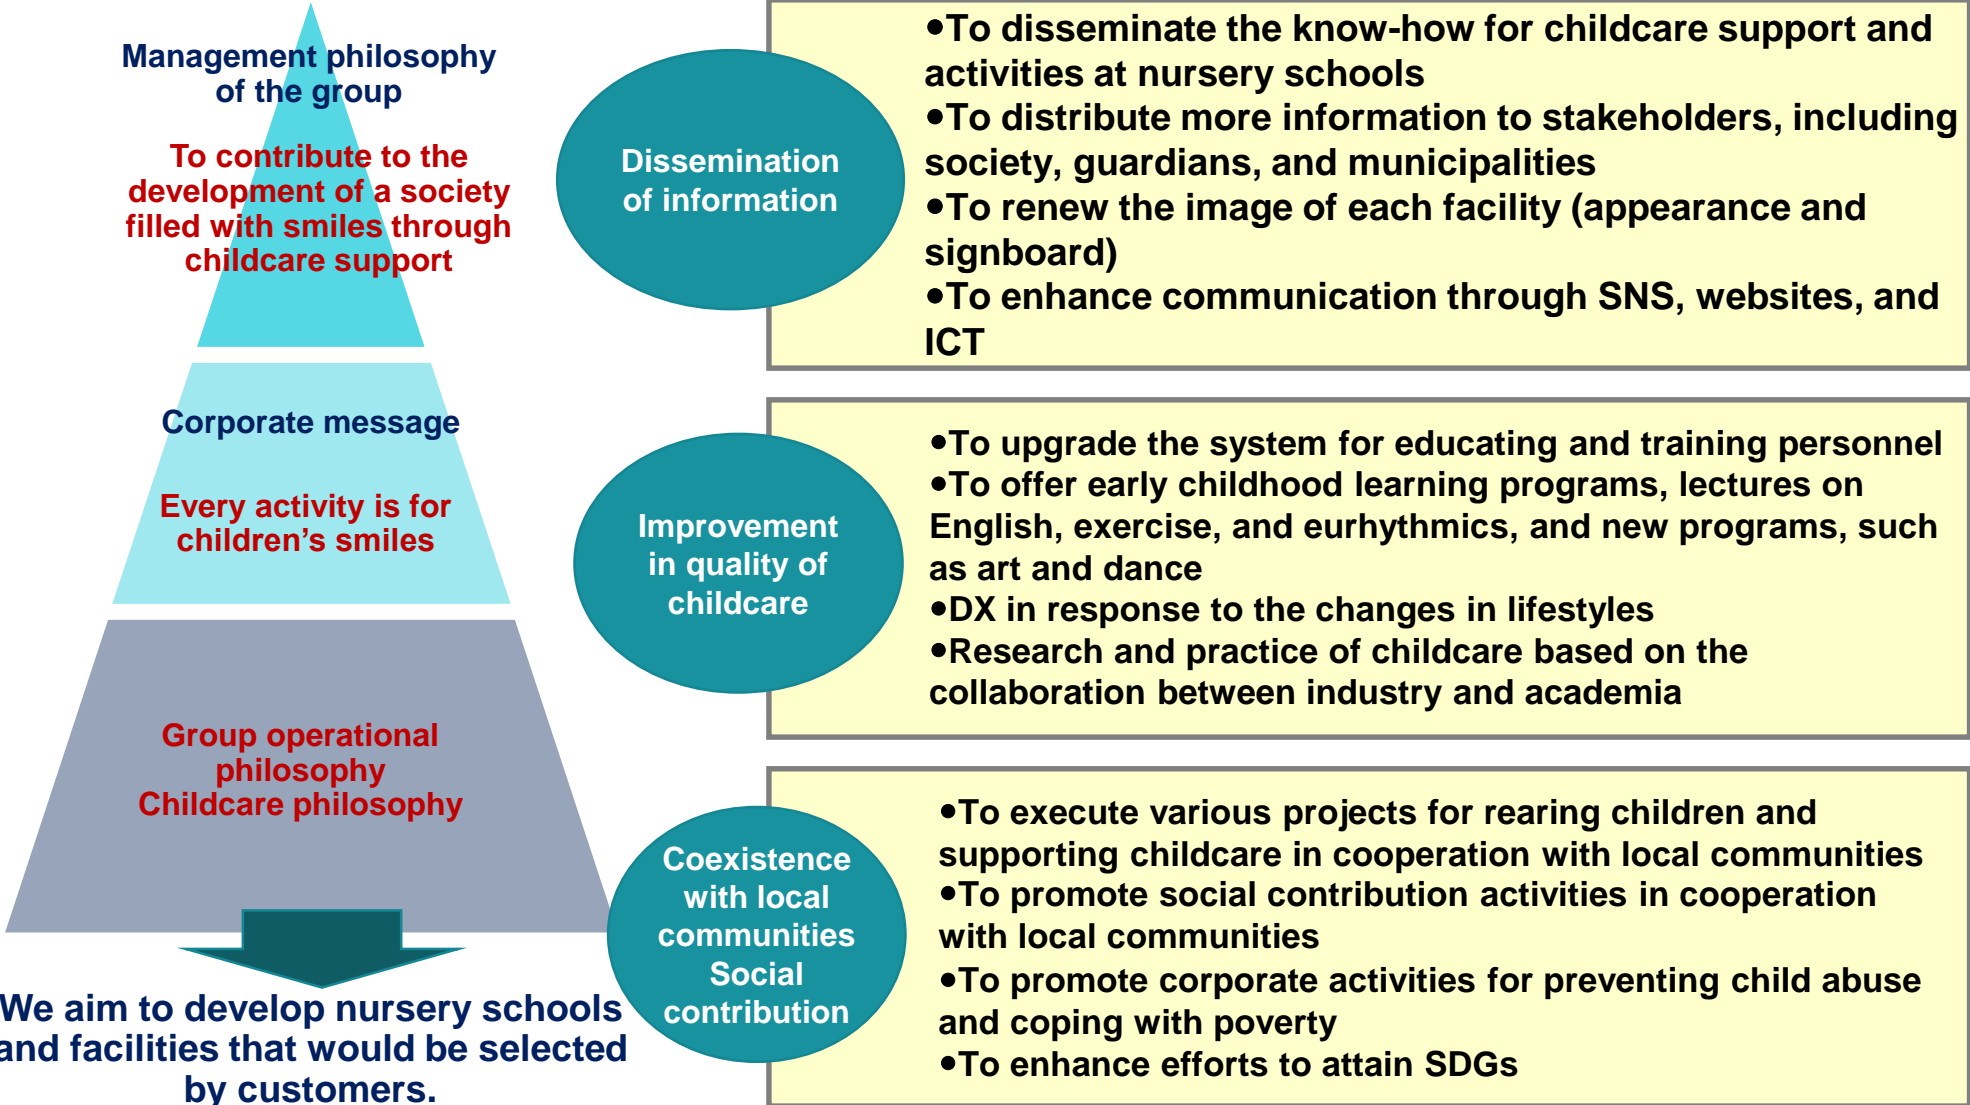 Management philosophy
of the group
To contribute to the
development of a society
filled with smiles through
childcare support
Corporate message
Every activity is for
children’s smiles
Group operational
philosophy
Childcare philosophy
We aim to develop nursery schools
and facilities that would be selected
by customers.
Dissemination
of information
●To disseminate the know-how for childcare support and
activities at nursery schools
●To distribute more information to stakeholders, including
society, guardians, and municipalities
●To renew the image of each facility (appearance and
signboard)
●To enhance communication through SNS, websites, and
ICT
Improvement
in quality of
childcare
●To upgrade the system for educating and training personnel
●To offer early childhood learning programs, lectures on
English, exercise, and eurhythmics, and new programs, such
as art and dance
●DX in response to the changes in lifestyles
●Research and practice of childcare based on the
collaboration between industry and academia
Coexistence
with local
communities
Social
contribution
●To execute various projects for rearing children and
supporting childcare in cooperation with local communities
●To promote social contribution activities in cooperation
with local communities
●To promote corporate activities for preventing child abuse
and coping with poverty
●To enhance efforts to attain SDGs